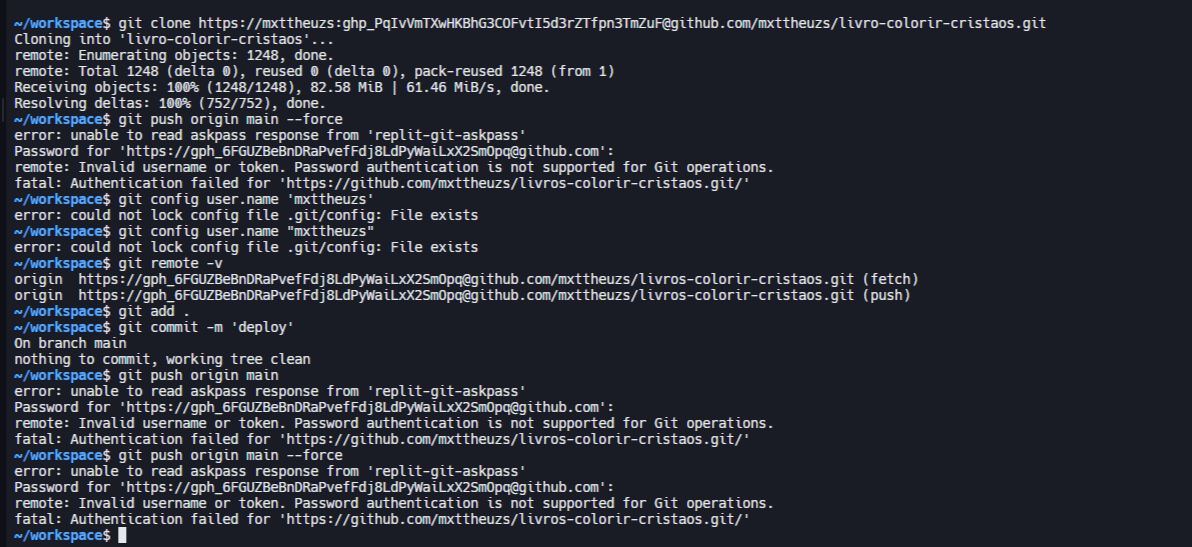 ~/workspace$ git clone https://mxttheuzs: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@github.com/mxttheuzs/livro-colorir-cristaos.git
Cloning into 'livro-colorir-cristaos'...
remote: Enumerating objects: 1248, done.
remote: Total 1248 (delta 0), reused 0 (delta 0), pack-reused 1248 (from 1)
Receiving objects: 100% (1248/1248), 82.58 MiB | 61.46 MiB/s, done.
Resolving deltas: 100% (752/752), done.
~/workspace$ git push origin main --force
error: unable to read askpass response from 'replit-git-askpass'
Password for 'https://gph_6FGUZBeBnDRaPvefFdj8LdPyWaiLxX2SmOpq@github.com':
remote: Invalid username or token. Password authentication is not supported for Git operations.
fatal: Authentication failed for 'https://github.com/mxttheuzs/livros-colorir-cristaos.git/'
~/workspace$ git config user.name 'mxttheuzs'
error: could not lock config file .git/config: File exists
~/workspace$ git config user.name "mxttheuzs"
error: could not lock config file .git/config: File exists
~/workspace$ git remote -v
origin  https://gph_6FGUZBeBnDRaPvefFdj8LdPyWaiLxX2SmOpq@github.com/mxttheuzs/livros-colorir-cristaos.git (fetch)
origin  https://gph_6FGUZBeBnDRaPvefFdj8LdPyWaiLxX2SmOpq@github.com/mxttheuzs/livros-colorir-cristaos.git (push)
~/workspace$ git add .
~/workspace$ git commit -m 'deploy'
On branch main
nothing to commit, working tree clean
~/workspace$ git push origin main
error: unable to read askpass response from 'replit-git-askpass'
Password for 'https://gph_6FGUZBeBnDRaPvefFdj8LdPyWaiLxX2SmOpq@github.com':
remote: Invalid username or token. Password authentication is not supported for Git operations.
fatal: Authentication failed for 'https://github.com/mxttheuzs/livros-colorir-cristaos.git/'
~/workspace$ git push origin main --force
error: unable to read askpass response from 'replit-git-askpass'
Password for 'https://gph_6FGUZBeBnDRaPvefFdj8LdPyWaiLxX2SmOpq@github.com':
remote: Invalid username or token. Password authentication is not supported for Git operations.
fatal: Authentication failed for 'https://github.com/mxttheuzs/livros-colorir-cristaos.git/'
~/workspace$